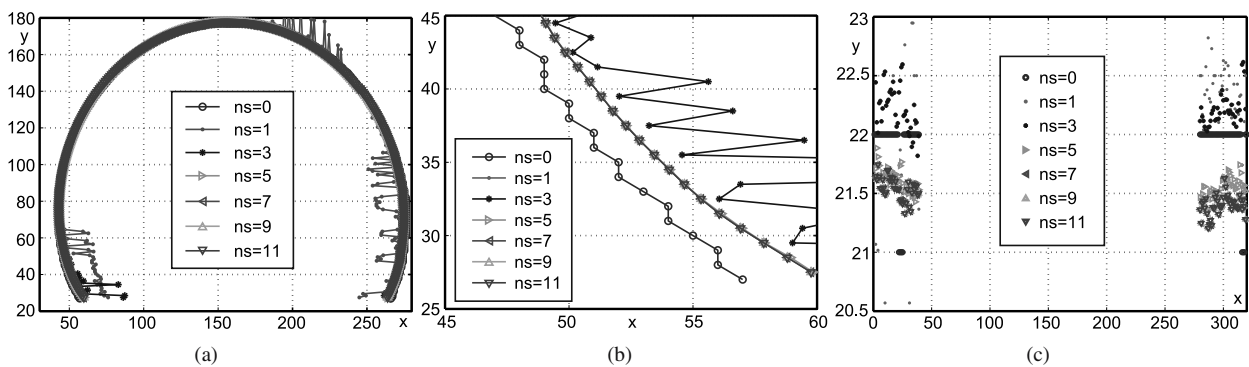 180
y
160
140
120
100
80
60
40
20
50
100
150
200
250
x
ns=0
ns=1
ns=3
ns=5
ns=7
ns=9
ns=11
(a)
45
y
40
35
30
25
45
50
x
55
60
ns=0
ns=1
ns=3
ns=5
ns=7
ns=9
ns=11
(b)
23
y
22.5
22
21.5
21
20.5
0
50
100
150
200
250
300
x
ns=0
ns=1
ns=3
ns=5
ns=7
ns=9
ns=11
(c)